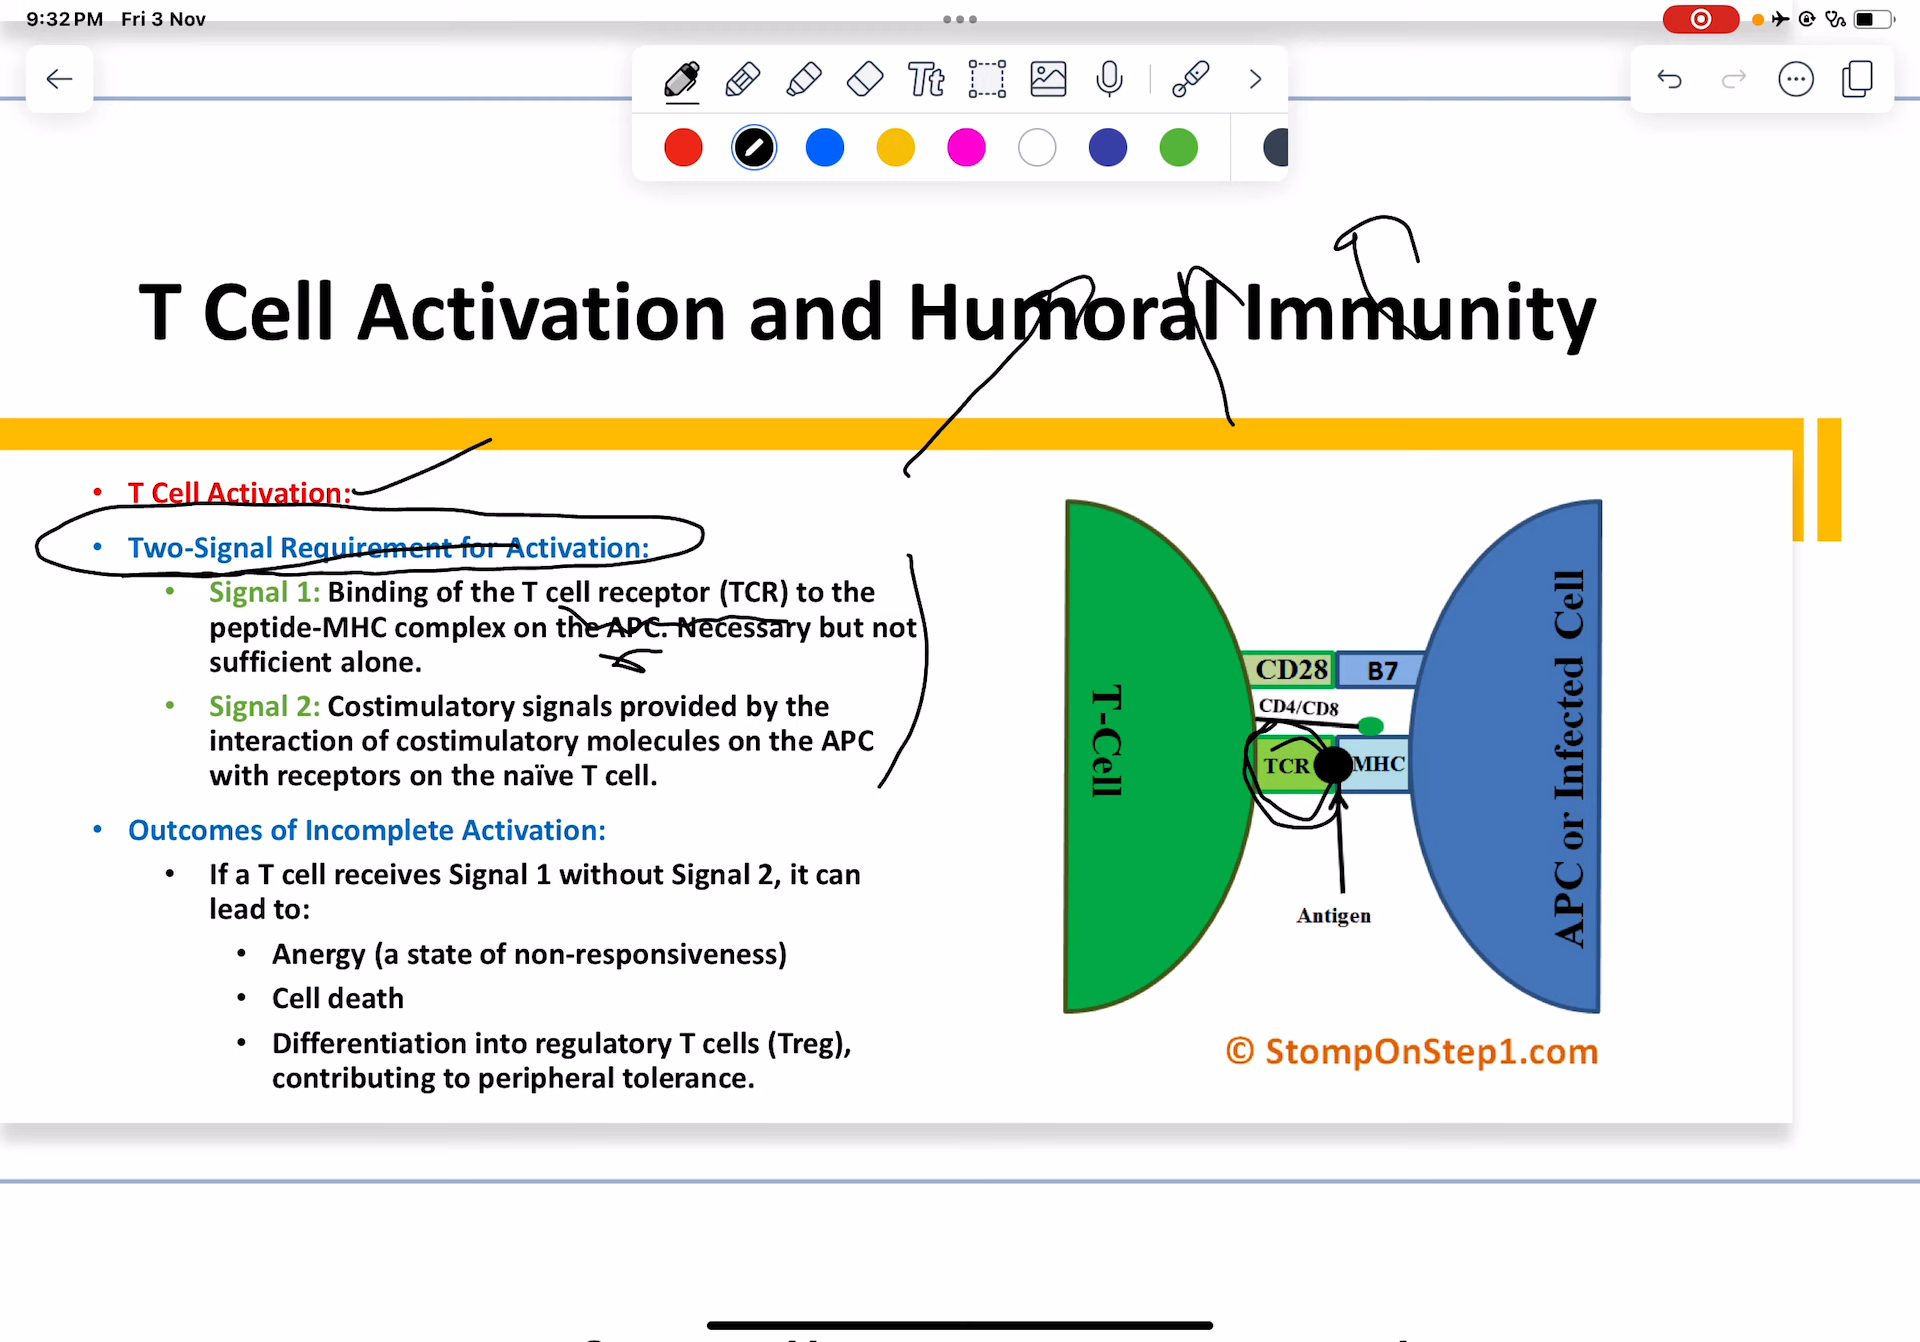 9:32 PM Fri 3 Nov
Tt
T Cell Activation and Humoral Immunity
• T Cell Activation:
• Two-Signal Requirement for Activation:
• Signal 1: Binding of the T cell receptor (TCR) to the
peptide-MHC complex on the APC. Necessary but not
sufficient alone.
• Signal 2: Costimulatory signals provided by the
interaction of costimulatory molecules on the APC
with receptors on the naïve T cell.
• Outcomes of Incomplete Activation:
• If a T cell receives Signal 1 without Signal 2, it can
lead to:
• Anergy (a state of non-responsiveness)
• Cell death
• Differentiation into regulatory T cells (Treg),
contributing to peripheral tolerance.
T-Cell
CD28 B7
CD4/CD8
TCR MHC
Antigen
APC or Infected Cell
© StompOnStep1.com